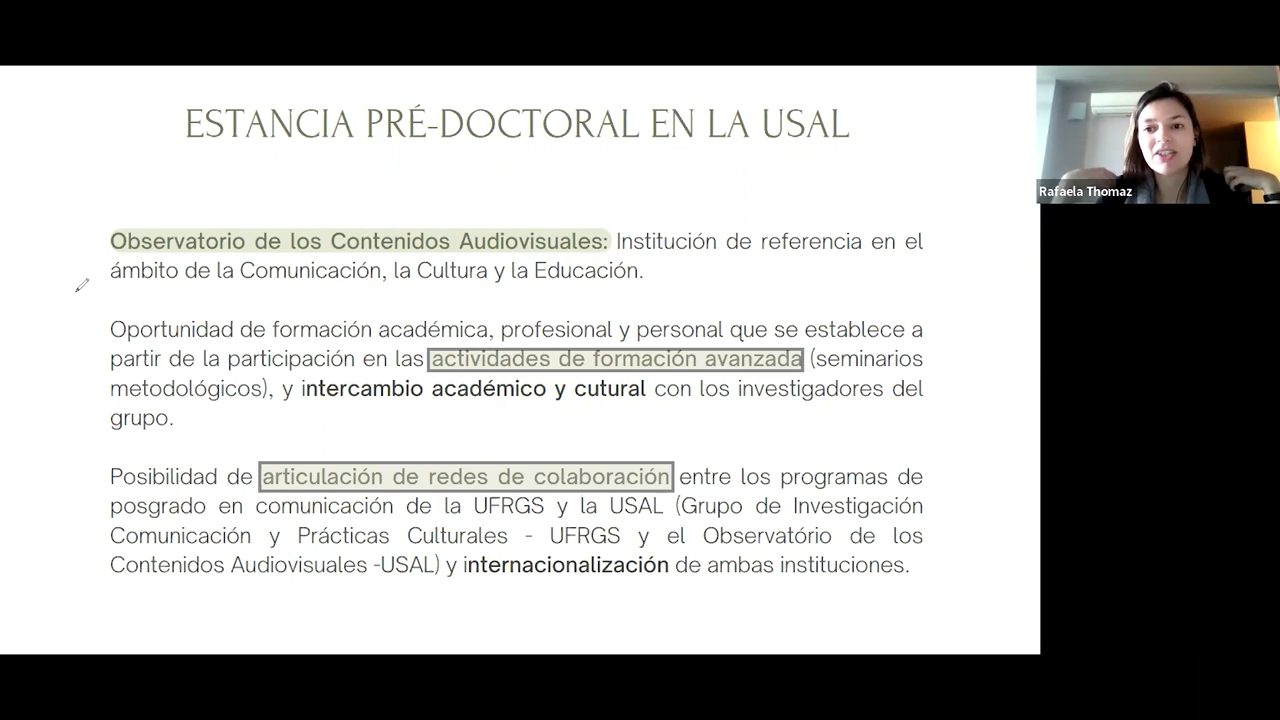 ESTANCIA PRÉ-DOCTORAL EN LA USAL
Rafaela Thomaz
Observatorio de los Contenidos Audiovisuales: Institución de referencia en el
ámbito de la Comunicación, la Cultura y la Educación.
Oportunidad de formación académica, profesional y personal que se establece a
partir de la participación en las actividades de formación avanzada (seminarios
metodológicos), y intercambio académico y cutural con los investigadores del
grupo.
Posibilidad de articulación de redes de colaboración entre los programas de
posgrado en comunicación de la UFRGS y la USAL (Grupo de Investigación
Comunicación y Prácticas Culturales - UFRGS y el Observatório de los
Contenidos Audiovisuales -USAL) y internacionalización de ambas instituciones.